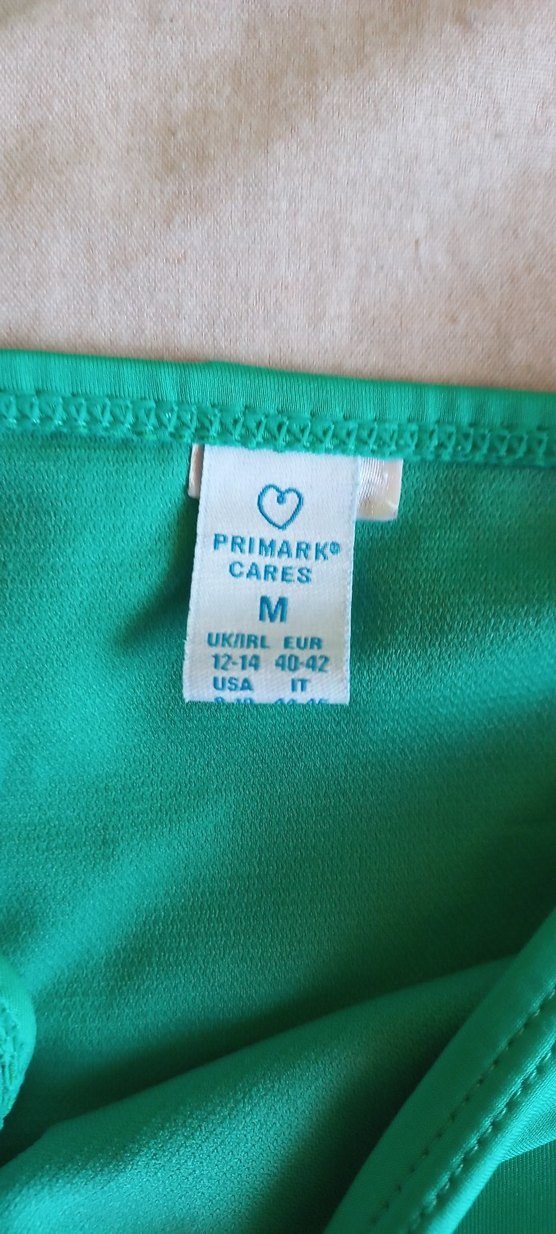 PRIMARK®
CARES
M
UK/IRL EUR
12-14 40-42
USA IT